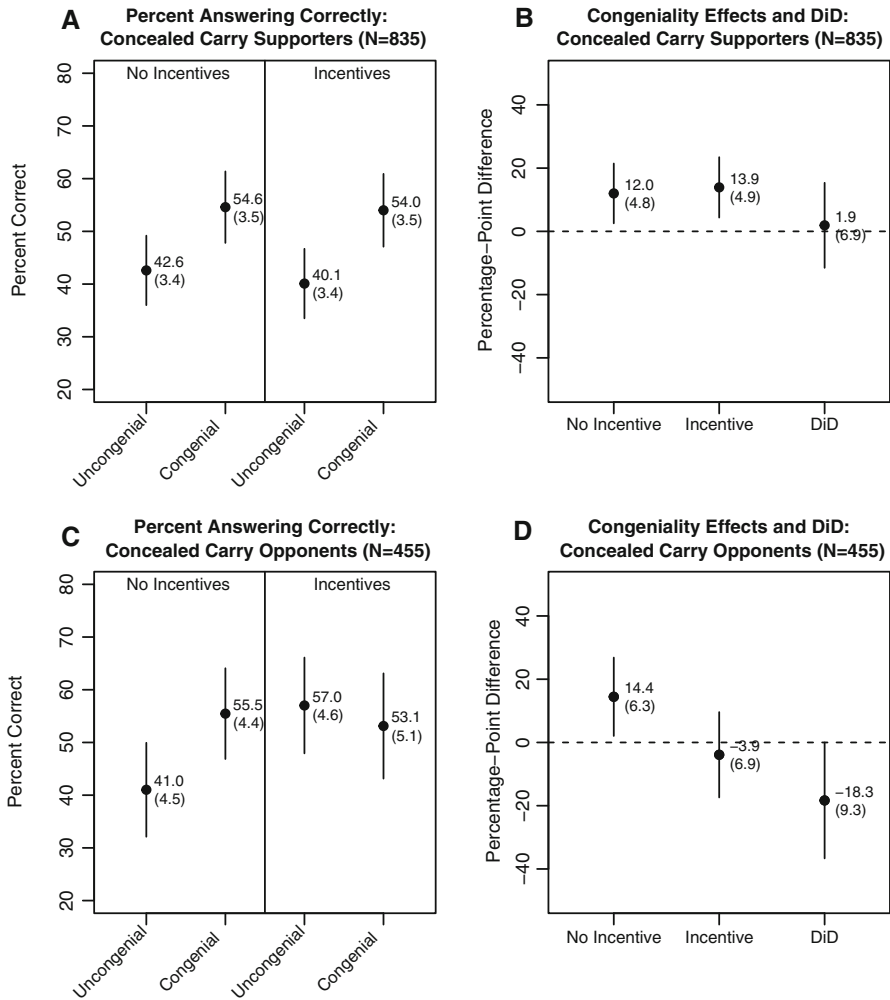 A
Percent Answering Correctly:
Concealed Carry Supporters (N=835)
No Incentives
Incentives
Percent Correct
80
70
60
50
40
30
20
42.6
(3.4)
54.6
(3.5)
40.1
(3.4)
54.0
(3.5)
Uncongenial
Congenial
Uncongenial
Congenial
B
Congeniality Effects and DiD:
Concealed Carry Supporters (N=835)
Percentage−Point Difference
40
20
0
−20
−40
12.0
(4.8)
13.9
(4.9)
1.9
(6.9)
No Incentive
Incentive
DiD
C
Percent Answering Correctly:
Concealed Carry Opponents (N=455)
No Incentives
Incentives
Percent Correct
80
70
60
50
40
30
20
41.0
(4.5)
55.5
(4.4)
57.0
(4.6)
53.1
(5.1)
Uncongenial
Congenial
Uncongenial
Congenial
D
Congeniality Effects and DiD:
Concealed Carry Opponents (N=455)
Percentage−Point Difference
40
20
0
−20
−40
14.4
(6.3)
−3.9
(6.9)
−18.3
(9.3)
No Incentive
Incentive
DiD